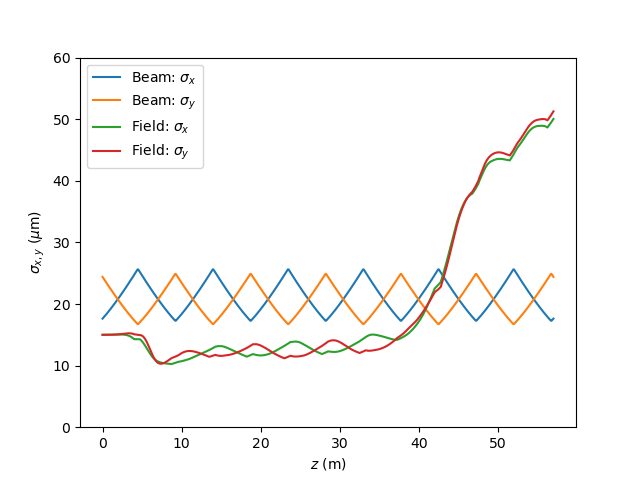 60
50
40
30
20
10
0
σx,y (μm)
Beam: σx
Beam: σy
Field: σx
Field: σy
0 10 20 30 40 50
z (m)